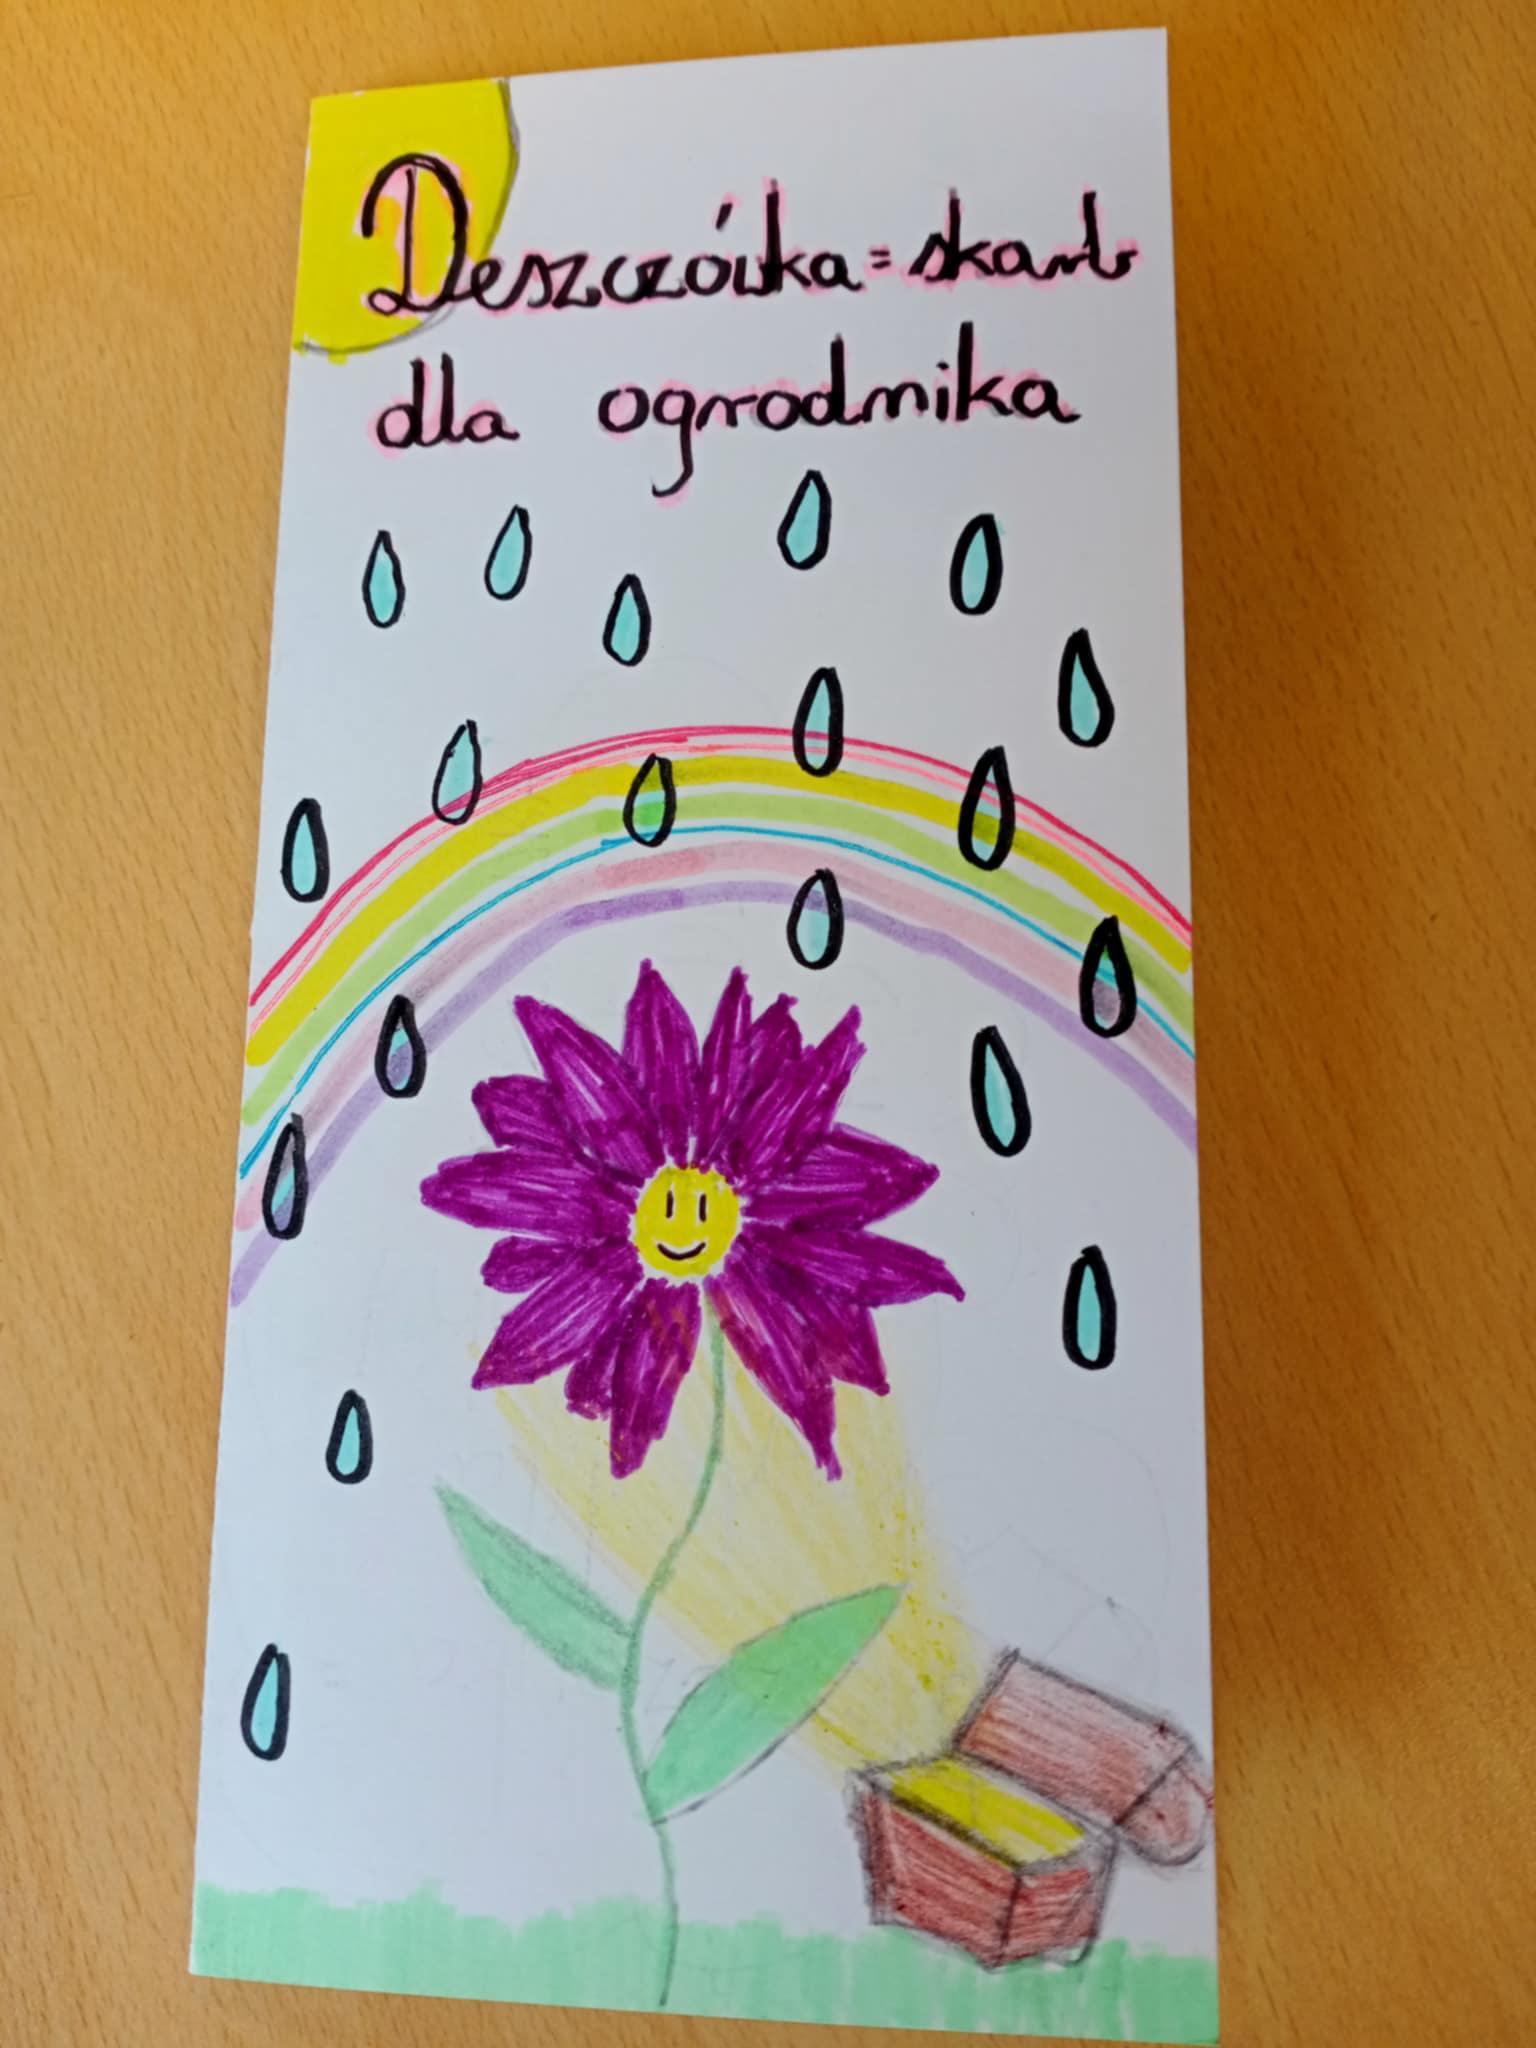 Deszczówka = skarb
dla ogrodnika